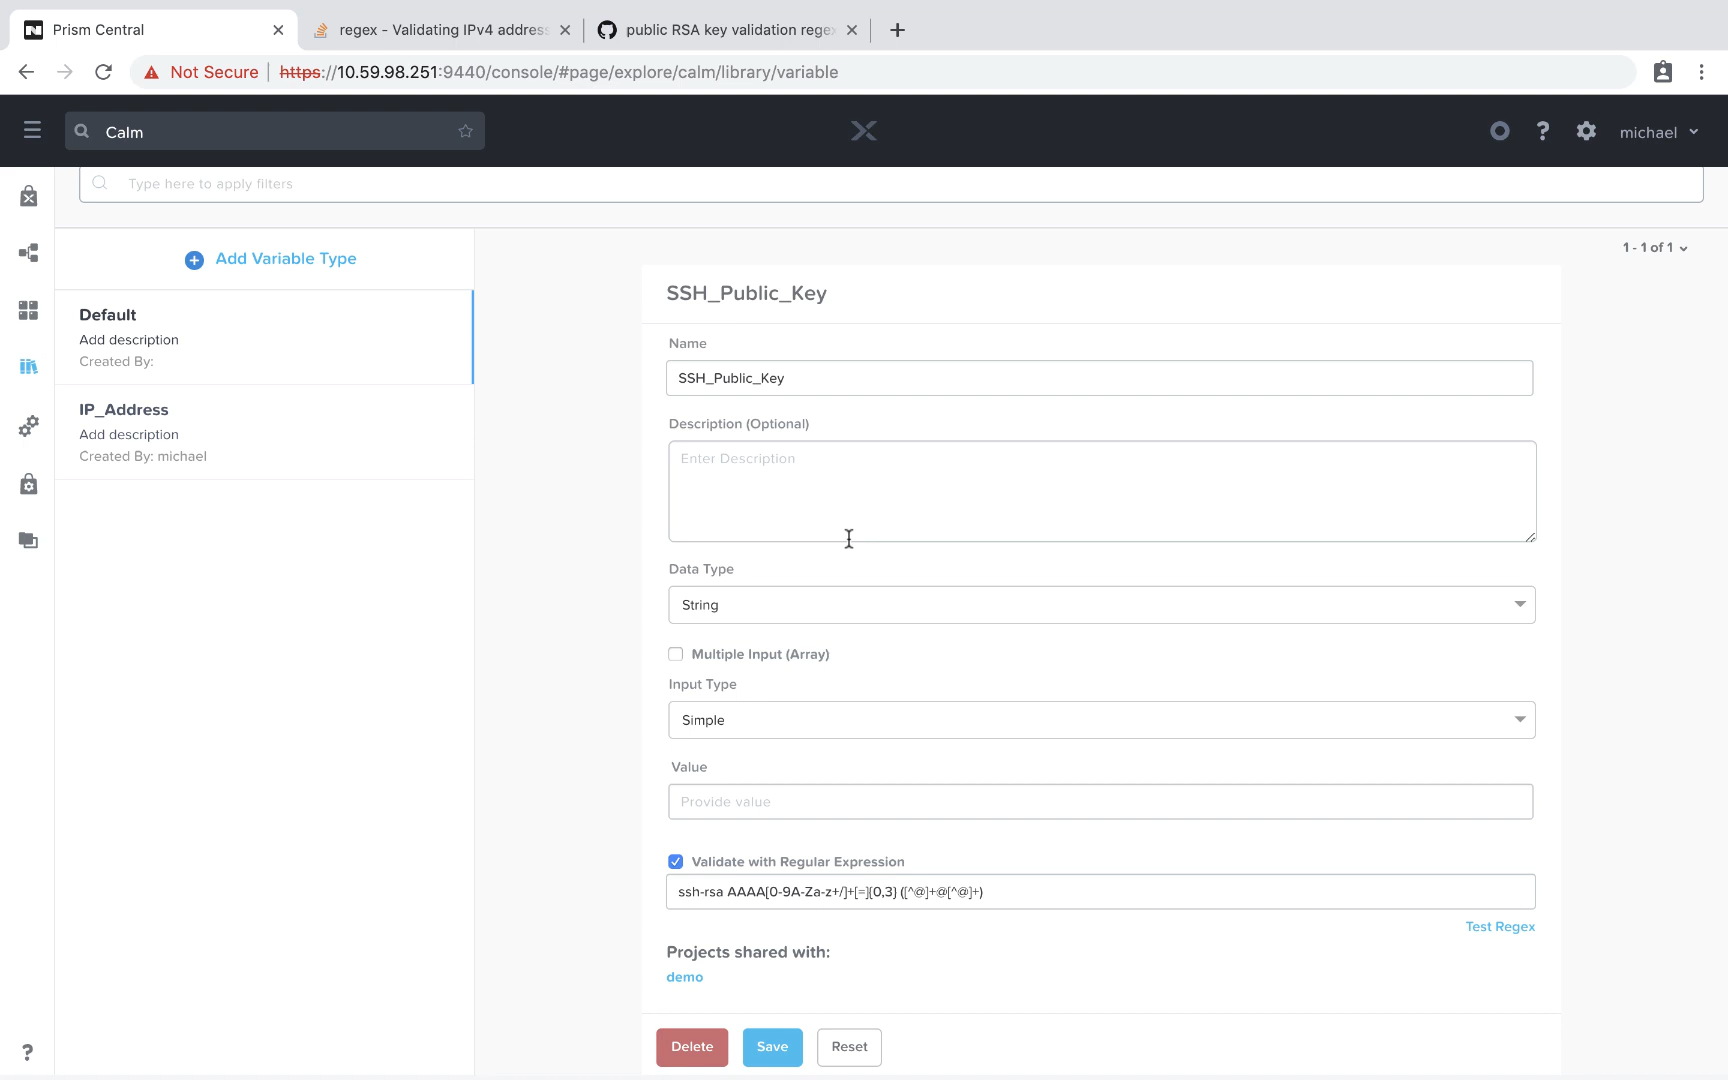 Prism Central
regex - Validating IPv4 address
public RSA key validation rege
Not Secure
https://10.59.98.251:9440/console/#page/explore/calm/library/variable
Calm
?
michael
Type here to apply filters
Add Variable Type
1 - 1 of 1
Default
Add description
Created By:
IP_Address
Add description
Created By: michael
SSH_Public_Key
Name
SSH_Public_Key
Description (Optional)
Enter Description
Data Type
String
Multiple Input (Array)
Input Type
Simple
Value
Provide value
Validate with Regular Expression
ssh-rsa AAAA[0-9A-Za-z+/]+[=]{0,3} ([^@]+@[^@]+)
Test Regex
Projects shared with:
demo
Delete
Save
Reset
?